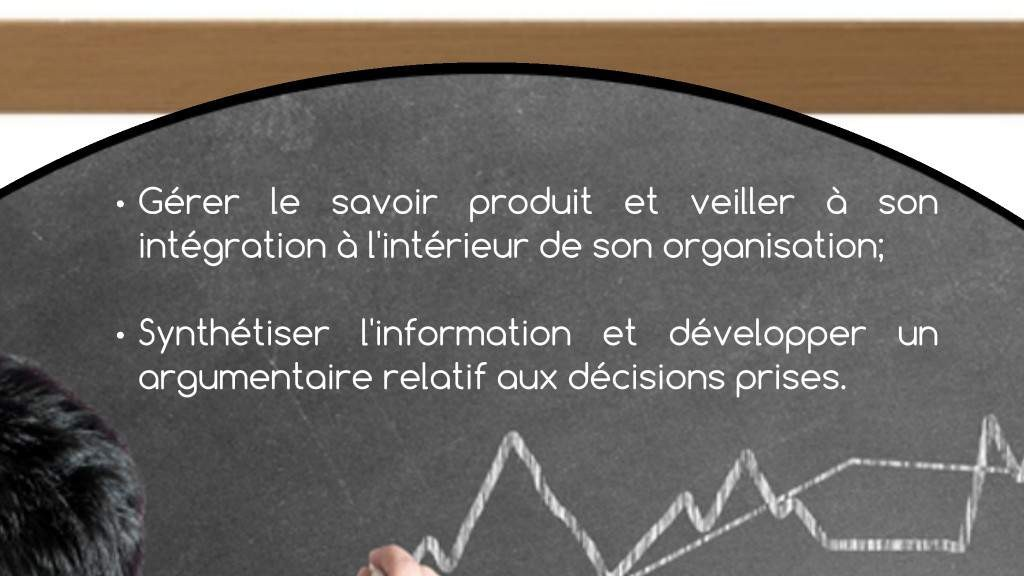 • Gérer le savoir produit et veiller à son
intégration à l'intérieur de son organisation;
• Synthétiser l'information et développer un
argumentaire relatif aux décisions prises.